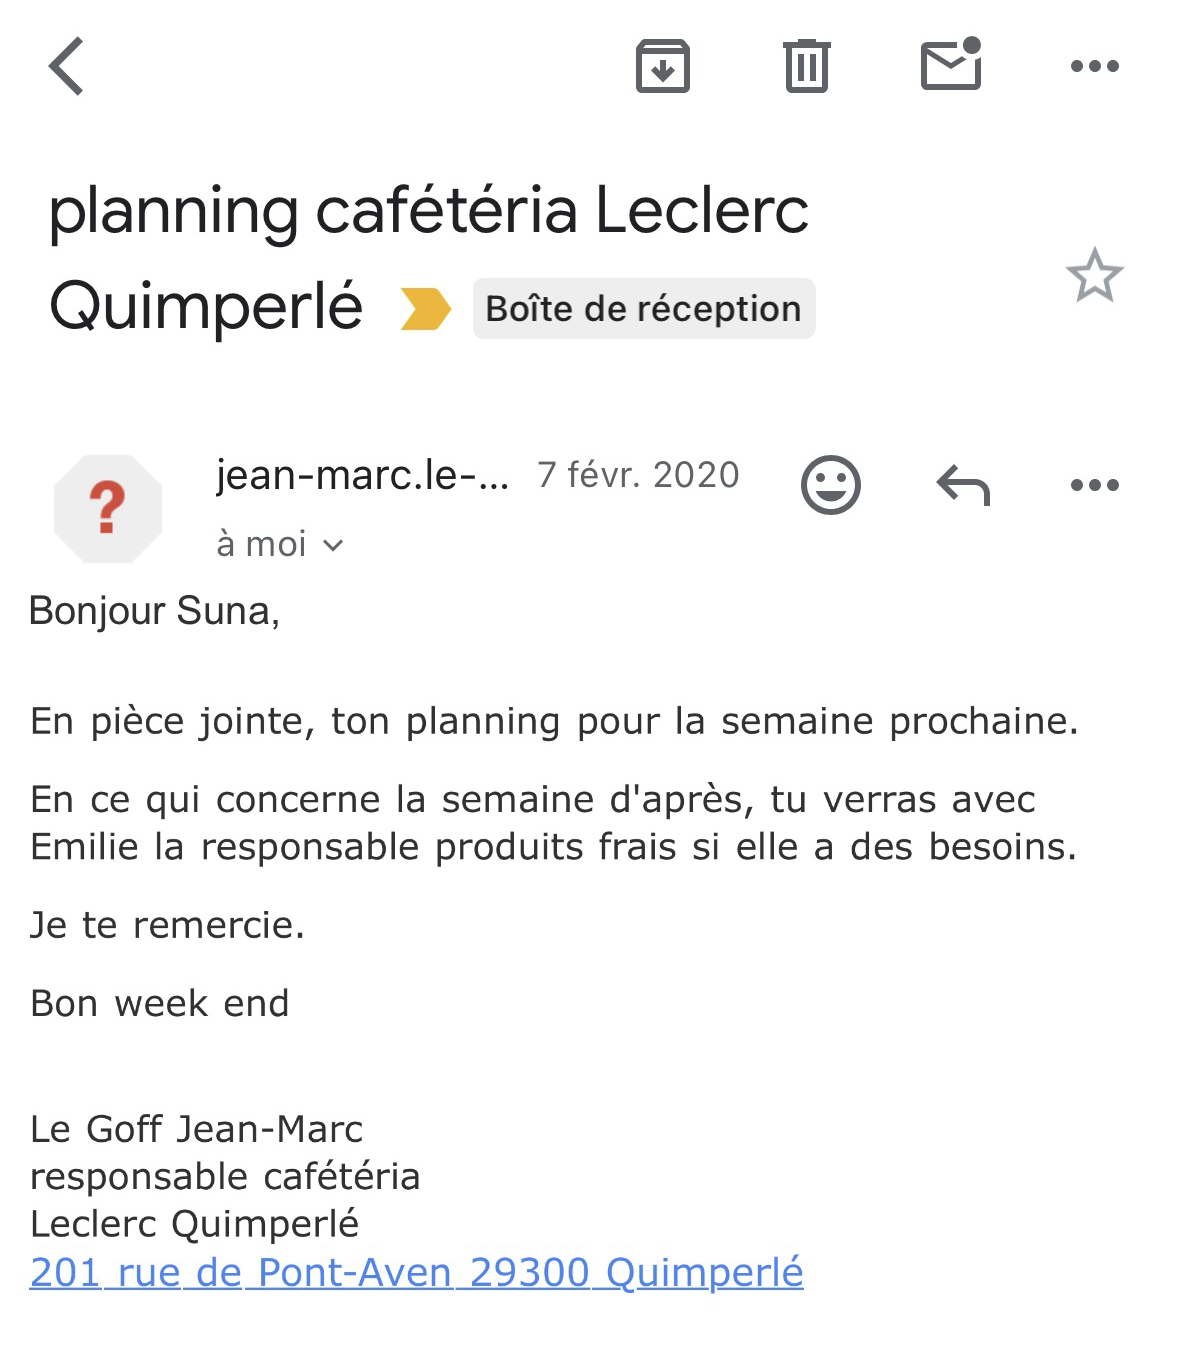 planning cafétéria Leclerc
Quimperlé Boîte de réception
jean-marc.le-... 7 févr. 2020
à moi
?
Bonjour Suna,
En pièce jointe, ton planning pour la semaine prochaine.
En ce qui concerne la semaine d'après, tu verras avec
Emilie la responsable produits frais si elle a des besoins.
Je te remercie.
Bon week end
Le Goff Jean-Marc
responsable cafétéria
Leclerc Quimperlé
201 rue de Pont-Aven 29300 Quimperlé